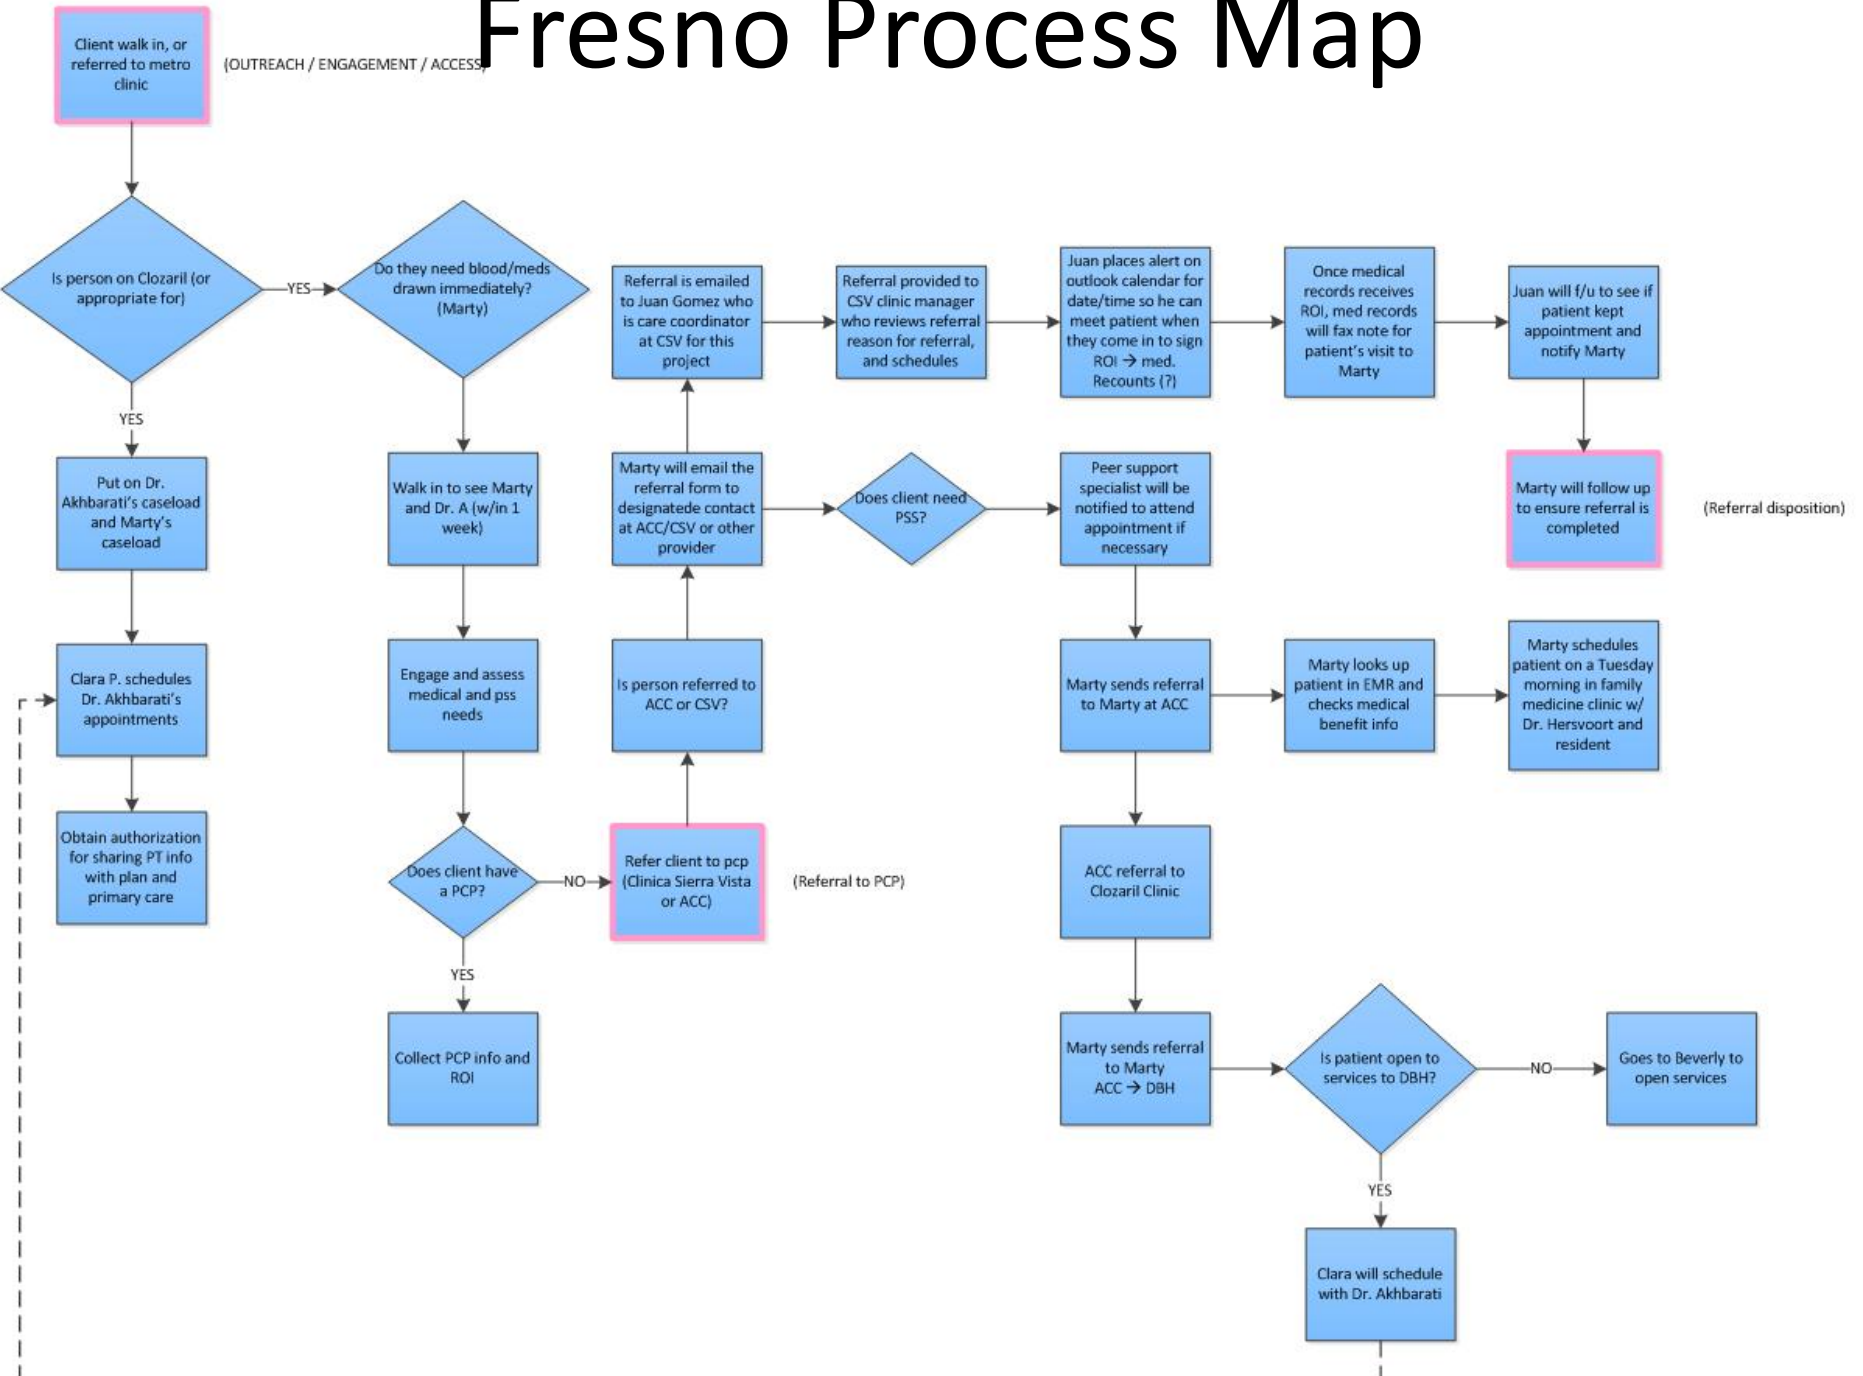 Fresno Process Map
Client walk in, or
referred to metro
clinic
(OUTREACH / ENGAGEMENT / ACCESS)
Is person on Clozaril (or
appropriate for)
YES
Do they need blood/meds
drawn immediately?
(Marty)
Referral is emailed
to Juan Gomez who
is care coordinator
at CSV for this
project
Referral provided to
CSV clinic manager
who reviews referral
reason for referral,
and schedules
Juan places alert on
outlook calendar for
date/time so he can
meet patient when
they come in to sign
ROI → med.
Recounts (?)
Once medical
records receives
ROI, med records
will fax note for
patient's visit to
Marty
Juan will f/u to see if
patient kept
appointment and
notify Marty
YES
Put on Dr.
Akhbarati's caseload
and Marty's
caseload
Walk in to see Marty
and Dr. A (w/in 1
week)
Marty will email the
referral form to
designatede contact
at ACC/CSV or other
provider
Does client need
PSS?
Peer support
specialist will be
notified to attend
appointment if
necessary
Marty will follow up
to ensure referral is
completed
(Referral disposition)
Clara P. schedules
Dr. Akhbarati's
appointments
Engage and assess
medical and pss
needs
Is person referred to
ACC or CSV?
Marty sends referral
to Marty at ACC
Marty looks up
patient in EMR and
checks medical
benefit info
Marty schedules
patient on a Tuesday
morning in family
medicine clinic w/
Dr. Hersvoort and
resident
Obtain authorization
for sharing PT info
with plan and
primary care
Does client have
a PCP?
NO
Refer client to pcp
(Clinica Sierra Vista
or ACC)
(Referral to PCP)
ACC referral to
Clozaril Clinic
YES
Collect PCP info and
ROI
Marty sends referral
to Marty
ACC → DBH
Is patient open to
services to DBH?
NO
Goes to Beverly to
open services
YES
Clara will schedule
with Dr. Akhbarati